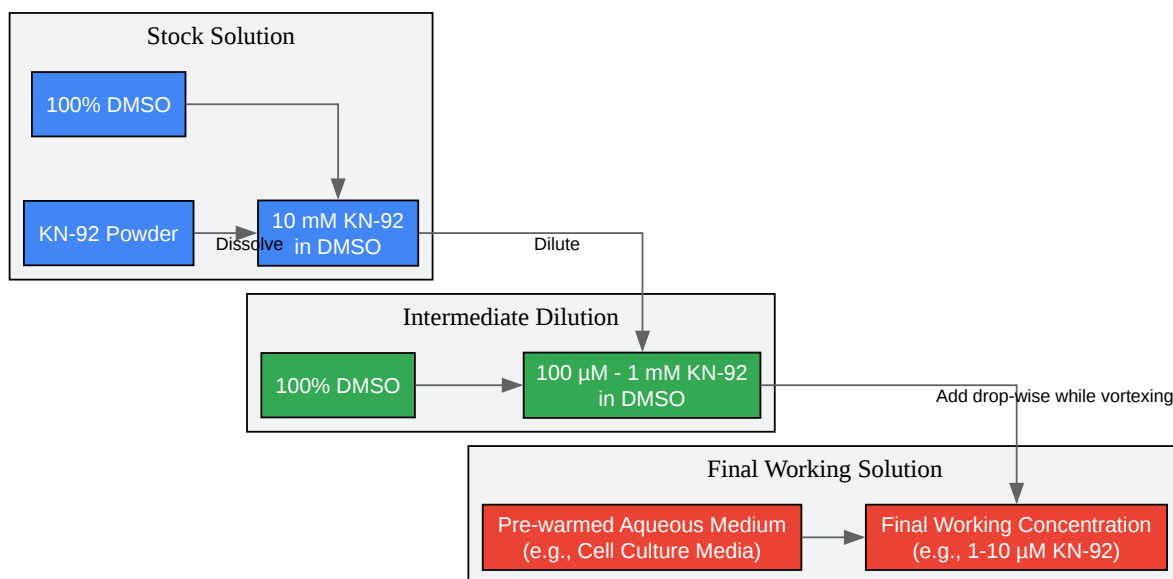 Stock Solution
100% DMSO
KN-92 Powder
Dissolve
10 mM KN-92
in DMSO
Dilute
Intermediate Dilution
100% DMSO
100 µM - 1 mM KN-92
in DMSO
Add drop-wise while vortexing
Final Working Solution
Pre-warmed Aqueous Medium
(e.g., Cell Culture Media)
Final Working Concentration
(e.g., 1-10 µM KN-92)